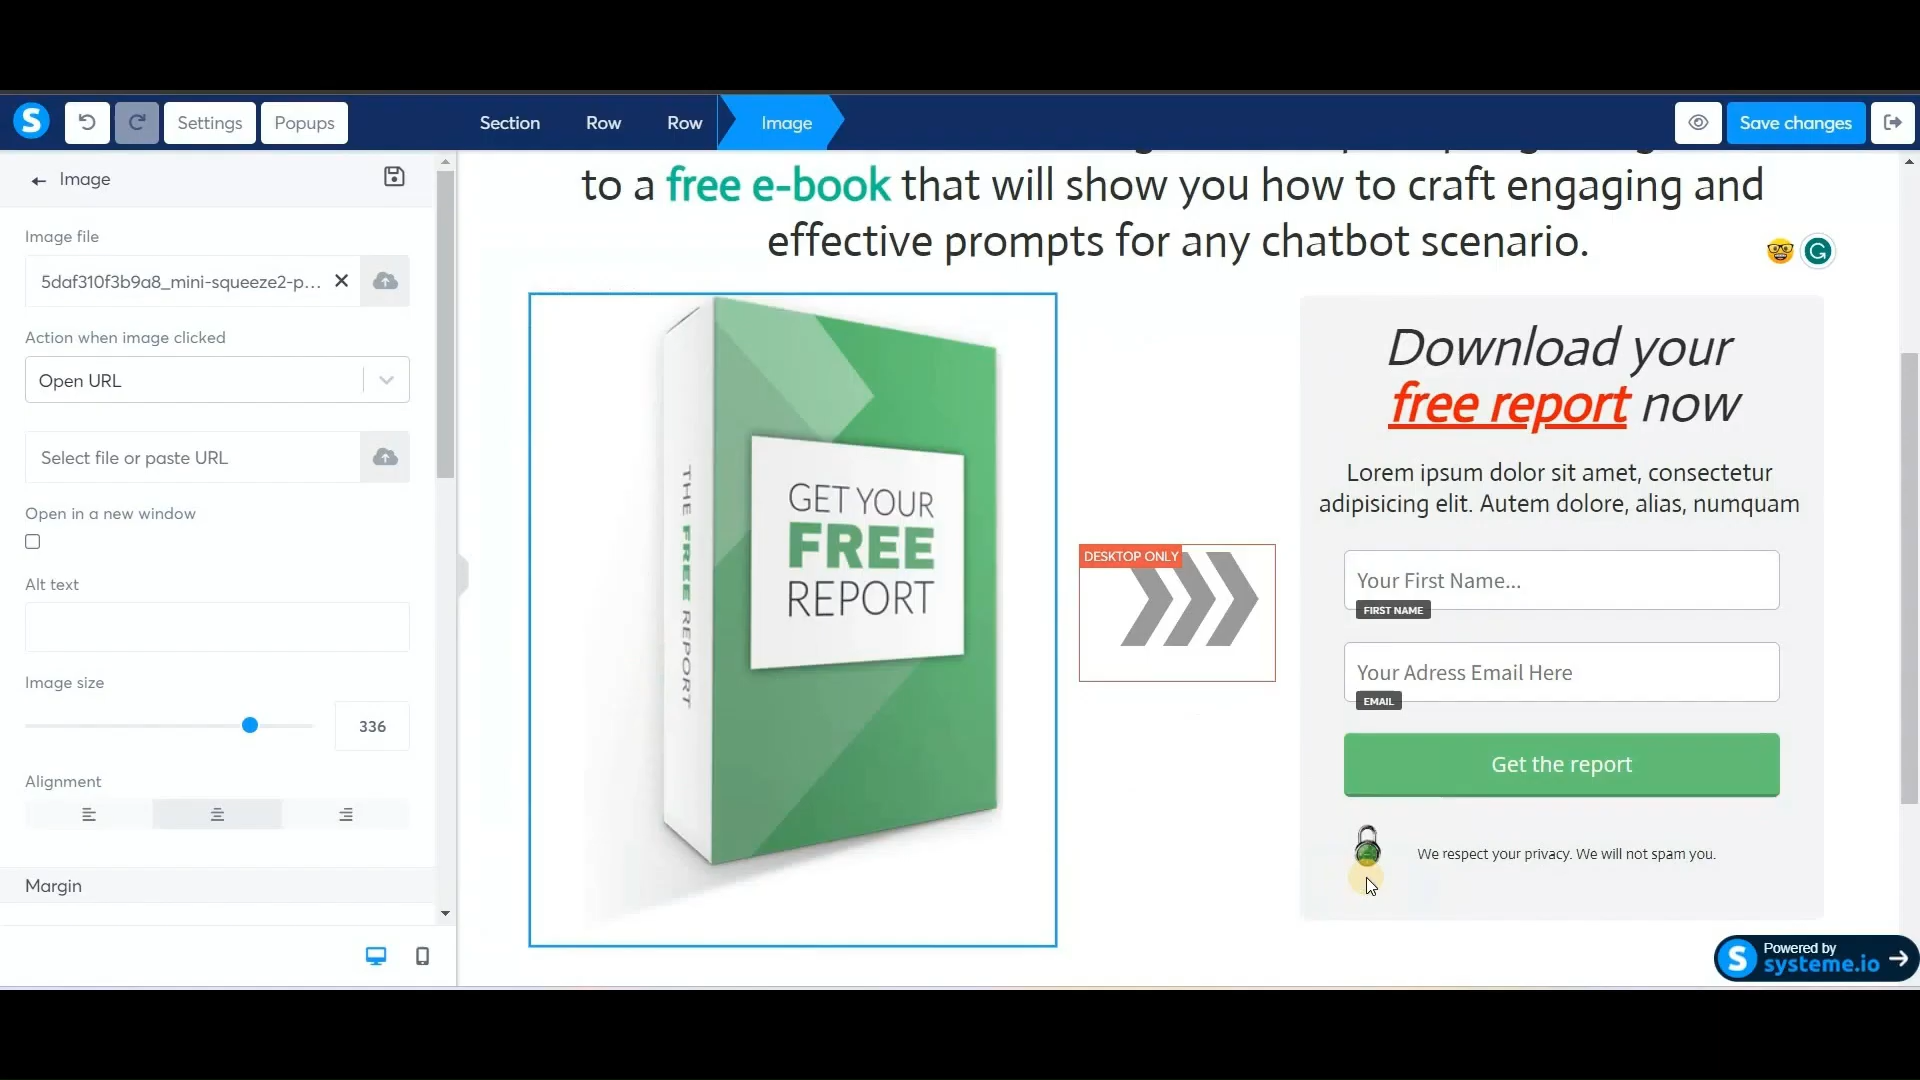 S
Settings
Popups
Section
Row
Row
Image
Save changes
Image
Image file
5daf310f3b9a8_mini-squeeze2-p...
Action when image clicked
Open URL
Select file or paste URL
Open in a new window
Alt text
Image size
336
Alignment
Margin
to a free e-book that will show you how to craft engaging and
effective prompts for any chatbot scenario.
THE FREE REPORT
GET YOUR
FREE
REPORT
DESKTOP ONLY
Download your
free report now
Lorem ipsum dolor sit amet, consectetur
adipisicing elit. Autem dolore, alias, numquam
Your First Name...
FIRST NAME
Your Adress Email Here
EMAIL
Get the report
We respect your privacy. We will not spam you.
S
Powered by
systeme.io